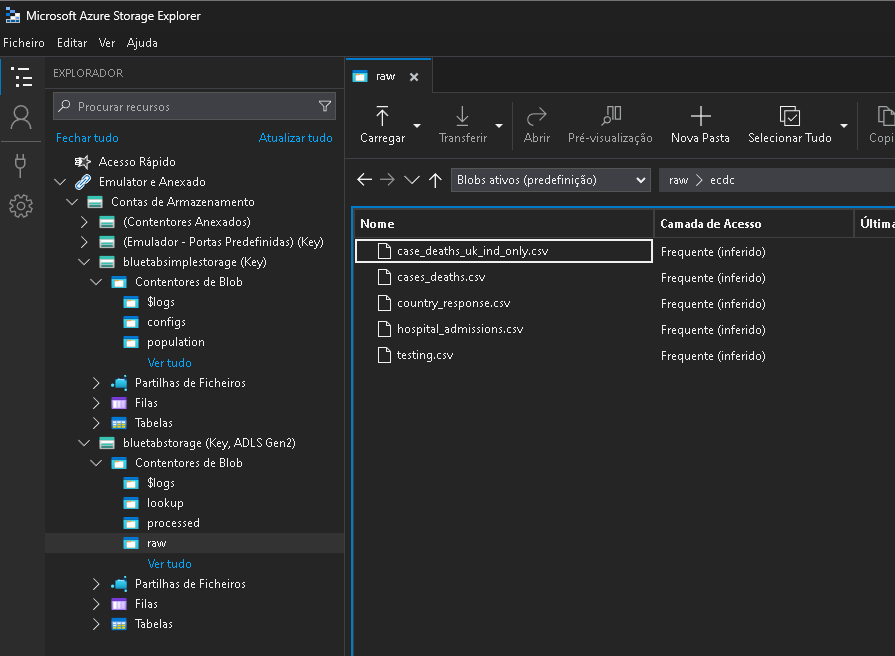 Microsoft Azure Storage Explorer
Ficheiro Editar Ver Ajuda
EXPLORADOR
Procurar recursos
Fechar tudo Atualizar tudo
Acesso Rápido
Emulator e Anexado
Contas de Armazenamento
(Contentores Anexados)
(Emulador - Portas Predefinidas) (Key)
bluetabsimplestorage (Key)
Contentores de Blob
$logs
configs
population
Ver tudo
Partilhas de Ficheiros
Filas
Tabelas
bluetabstorage (Key, ADLS Gen2)
Contentores de Blob
$logs
lookup
processed
raw
Ver tudo
Partilhas de Ficheiros
Filas
Tabelas
raw
Carregar Transferir Abrir Pré-visualização Nova Pasta Selecionar Tudo Copi
Blobs ativos (predefinição) raw ecdc
Nome Camada de Acesso Última
case_deaths_uk_ind_only.csv Frequente (inferido)
cases_deaths.csv Frequente (inferido)
country_response.csv Frequente (inferido)
hospital_admissions.csv Frequente (inferido)
testing.csv Frequente (inferido)